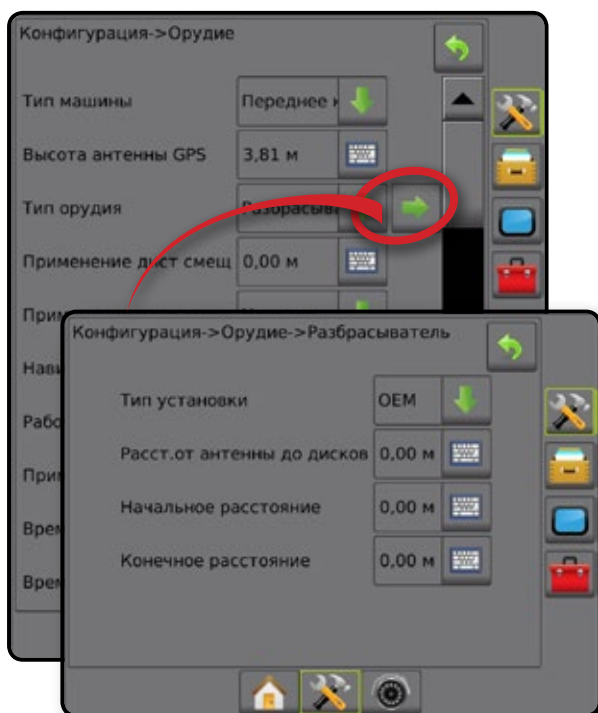 Конфигурация->Орудие
Тип машины Переднее
Высота антенны GPS 3,81 м
Тип орудия
Применение дист смещ 0,00 м
Конфигурация->Орудие->Разбрасыватель
Тип установки OEM
Расст.от антенны до дисков 0,00 м
Начальное расстояние 0,00 м
Конечное расстояние 0,00 м